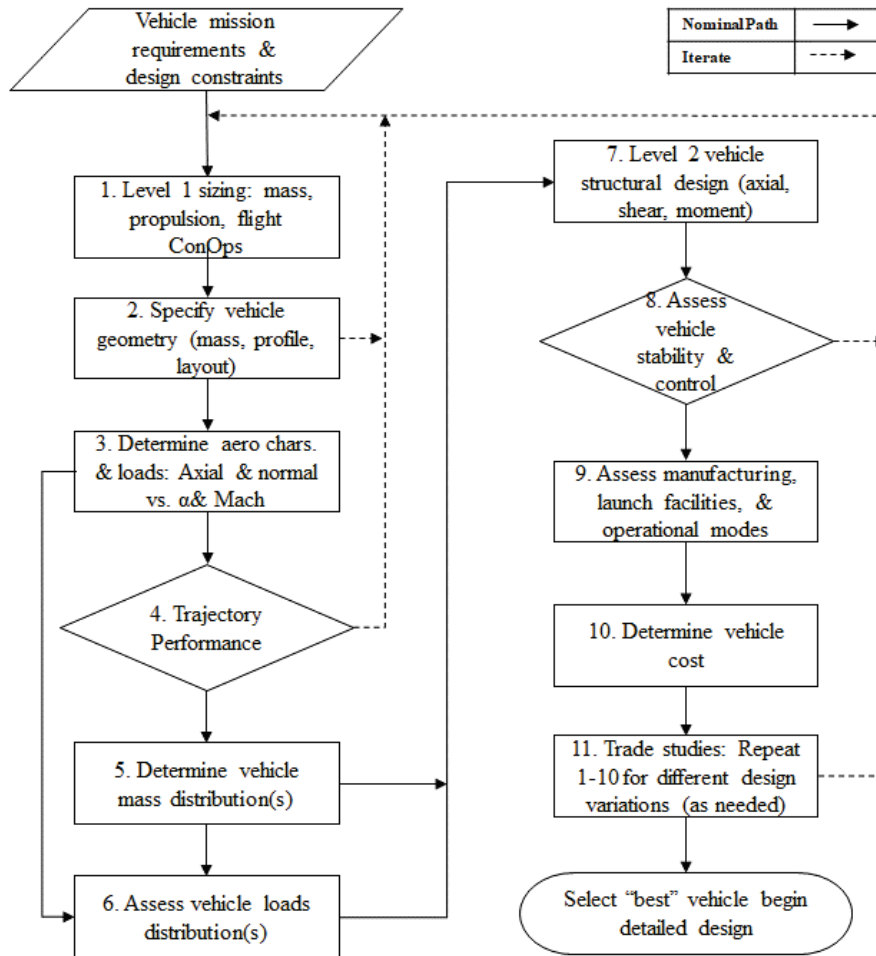 Vehicle mission
requirements &
design constraints
NominalPath
Iterate
1. Level 1 sizing: mass,
propulsion, flight
ConOps
2. Specify vehicle
geometry (mass, profile,
layout)
3. Determine aero chars.
& loads: Axial & normal
vs. α& Mach
4. Trajectory
Performance
5. Determine vehicle
mass distribution(s)
6. Assess vehicle loads
distribution(s)
7. Level 2 vehicle
structural design (axial,
shear, moment)
8. Assess
vehicle
stability &
control
9. Assess manufacturing,
launch facilities, &
operational modes
10. Determine vehicle
cost
11. Trade studies: Repeat
1-10 for different design
variations (as needed)
Select “best” vehicle begin
detailed design